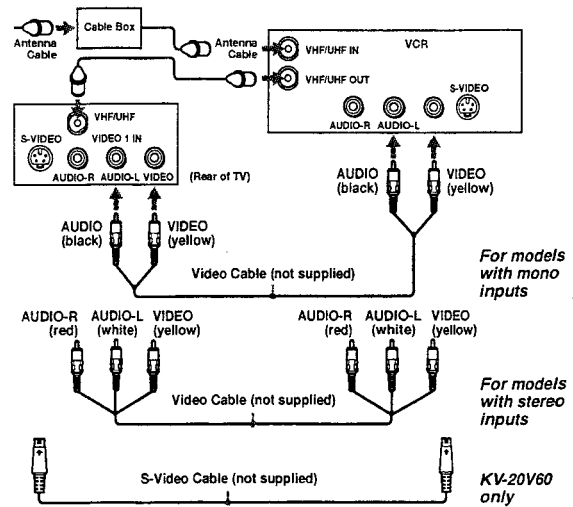 Cable Box
Antenna
Cable
Antenna
Cable
VHF/UHF IN
VCR
VHF/UHF OUT
S-VIDEO
AUDIO-R AUDIO-L
VHF/UHF
S-VIDEO
VIDEO 1 IN
AUDIO-R AUDIO-L VIDEO
(Rear of TV)
AUDIO
(black)
VIDEO
(yellow)
AUDIO
(black)
VIDEO
(yellow)
Video Cable (not supplied)
For models
with mono
inputs
AUDIO-R
(red)
AUDIO-L
(white)
VIDEO
(yellow)
AUDIO-R
(red)
AUDIO-L
(white)
VIDEO
(yellow)
Video Cable (not supplied)
For models
with stereo
inputs
S-Video Cable (not supplied)
KV-20V60
only